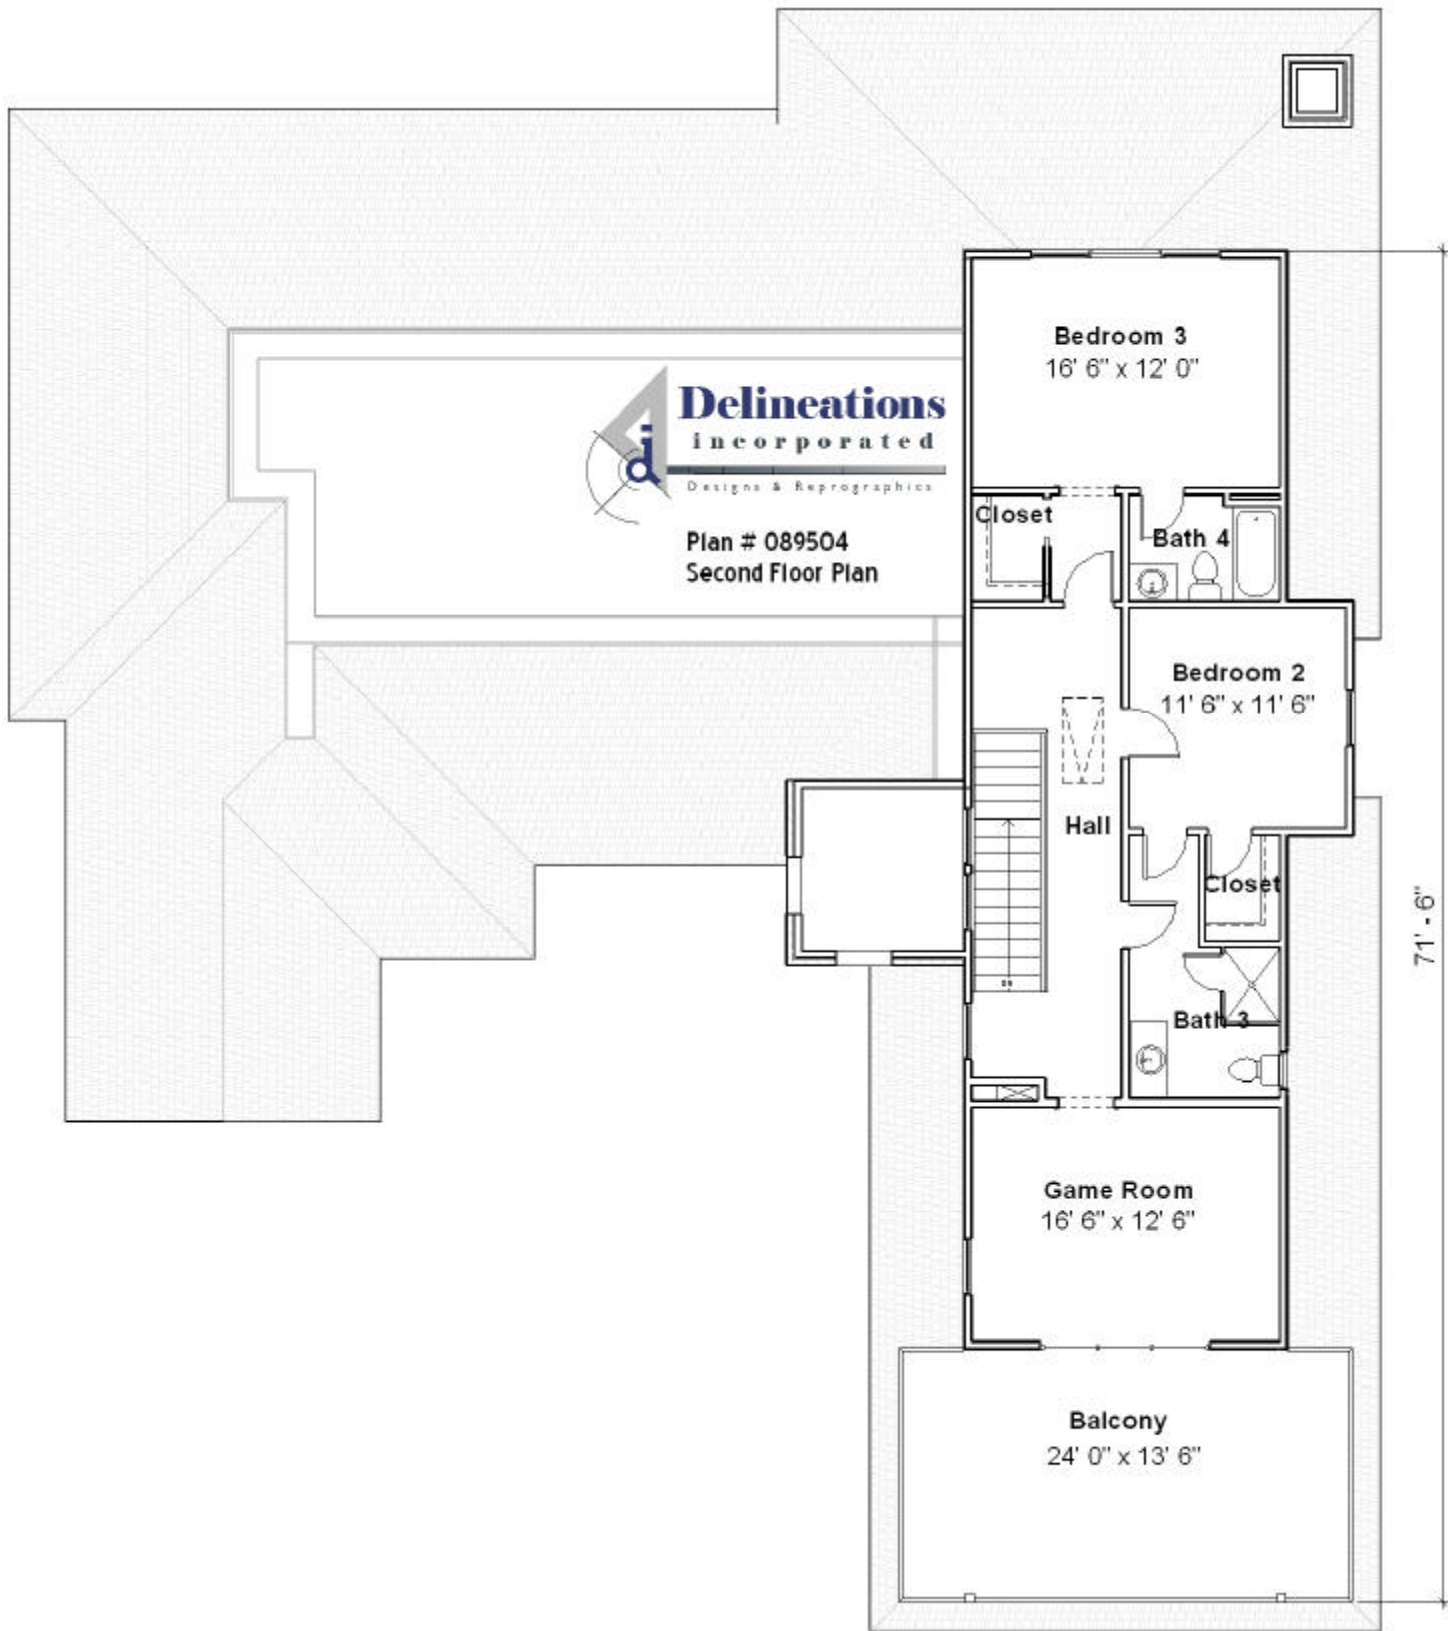 Bedroom 3
16' 6" x 12' 0"
Delineations
incorporated
Designs & Reprographics
Plan # 089504
Second Floor Plan
Closet
Bath 4
Bedroom 2
11' 6" x 11' 6"
Hall
Closet
71' - 6"
DN
Bath 3
Game Room
16' 6" x 12' 6"
Balcony
24' 0" x 13' 6"